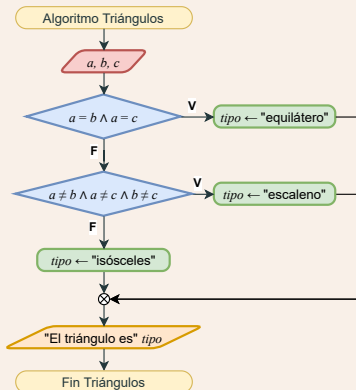 Algoritmo Triángulos
a, b, c
a = b ∧ a = c
V
tipo ← "equilátero"
F
a ≠ b ∧ a ≠ c ∧ b ≠ c
V
tipo ← "escaleno"
F
tipo ← "isósceles"
"El triángulo es" tipo
Fin Triángulos